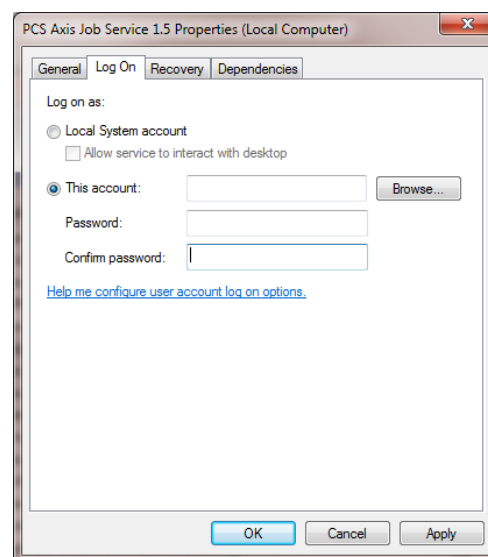 PCS Axis Job Service 1.5 Properties (Local Computer)
General Log On Recovery Dependencies
Log on as:
Local System account
Allow service to interact with desktop
This account: Browse...
Password:
Confirm password:
Help me configure user account log on options.
OK Cancel Apply